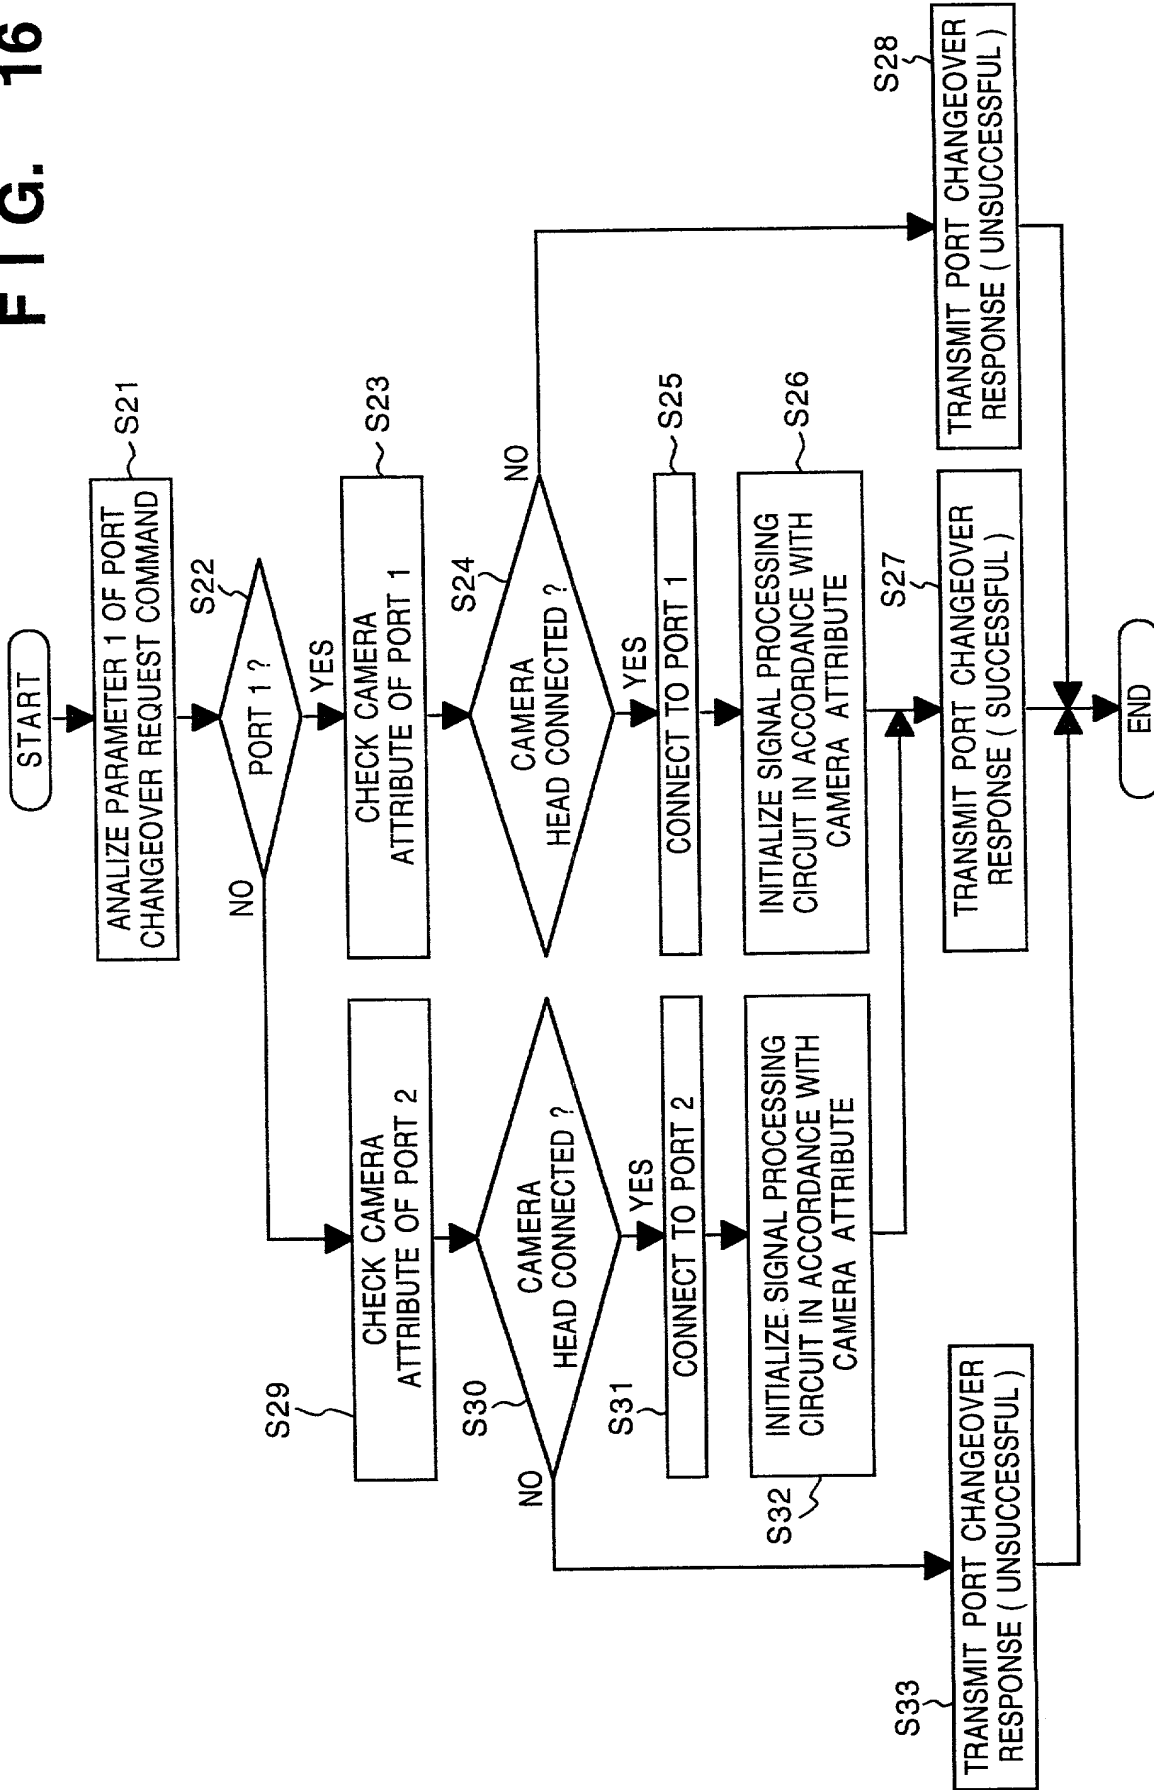 FIG. 16
START
ANALIZE PARAMETER 1 OF PORT
CHANGEOVER REQUEST COMMAND
S21
PORT 1 ?
S22
NO
YES
CHECK CAMERA
ATTRIBUTE OF PORT 1
S23
CHECK CAMERA
ATTRIBUTE OF PORT 2
S29
CAMERA
HEAD CONNECTED ?
S24
NO
YES
CAMERA
HEAD CONNECTED ?
S30
NO
YES
CONNECT TO PORT 1
S25
CONNECT TO PORT 2
S31
INITIALIZE SIGNAL PROCESSING
CIRCUIT IN ACCORDANCE WITH
CAMERA ATTRIBUTE
S26
INITIALIZE SIGNAL PROCESSING
CIRCUIT IN ACCORDANCE WITH
CAMERA ATTRIBUTE
S32
TRANSMIT PORT CHANGEOVER
RESPONSE ( UNSUCCESSFUL )
S33
TRANSMIT PORT CHANGEOVER
RESPONSE ( SUCCESSFUL )
S27
TRANSMIT PORT CHANGEOVER
RESPONSE ( UNSUCCESSFUL )
S28
END